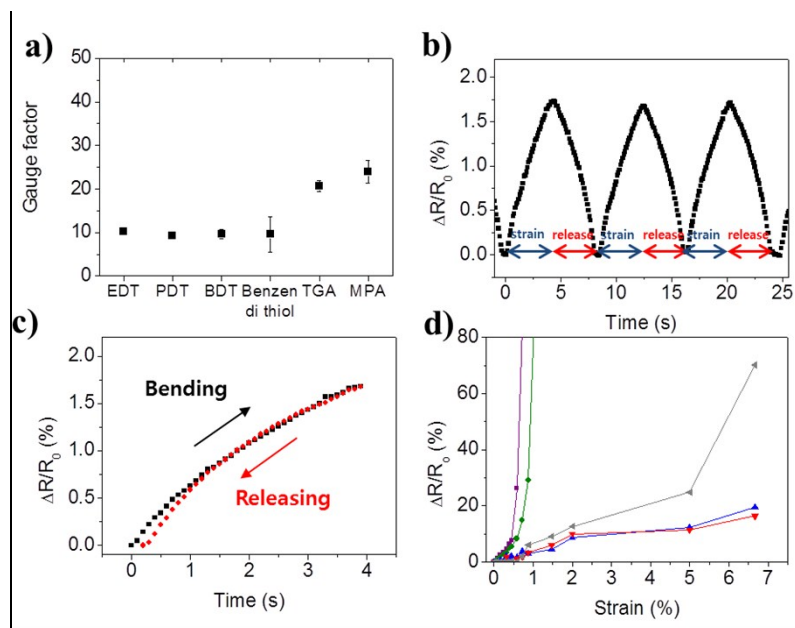 a)
50
40
30
20
10
0
Gauge factor
EDT PDT BDT Benzen di thiol TGA MPA
b)
2.0
1.5
1.0
0.5
0.0
ΔR/R₀ (%)
strain release strain release strain release
0 5 10 15 20 25
Time (s)
c)
2.0
1.5
1.0
0.5
0.0
ΔR/R₀ (%)
Bending
Releasing
0 1 2 3 4
Time (s)
d)
80
60
40
20
0
ΔR/R₀ (%)
0 1 2 3 4 5 6 7
Strain (%)